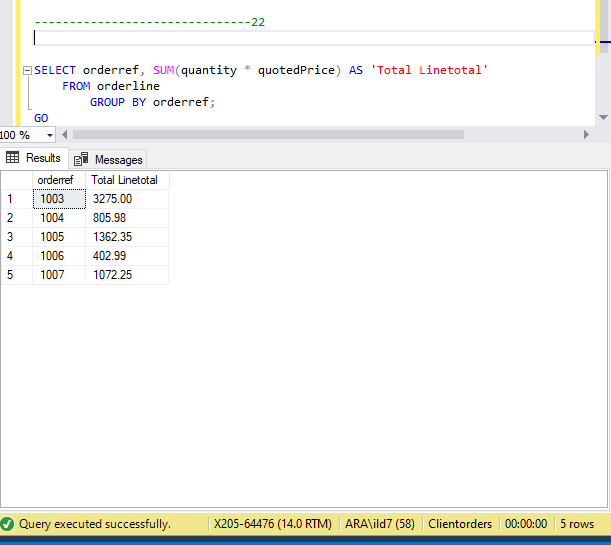 ------------------------------22
SELECT orderref, SUM(quantity * quotedPrice) AS 'Total Linetotal'
FROM orderline
GROUP BY orderref;
GO
100 %
Results Messages
orderref Total Linetotal
1 1003 3275.00
2 1004 805.98
3 1005 1362.35
4 1006 402.99
5 1007 1072.25
Query executed successfully. X205-64476 (14.0 RTM) ARA\ild7 (58) Clientorders 00:00:00 5 rows